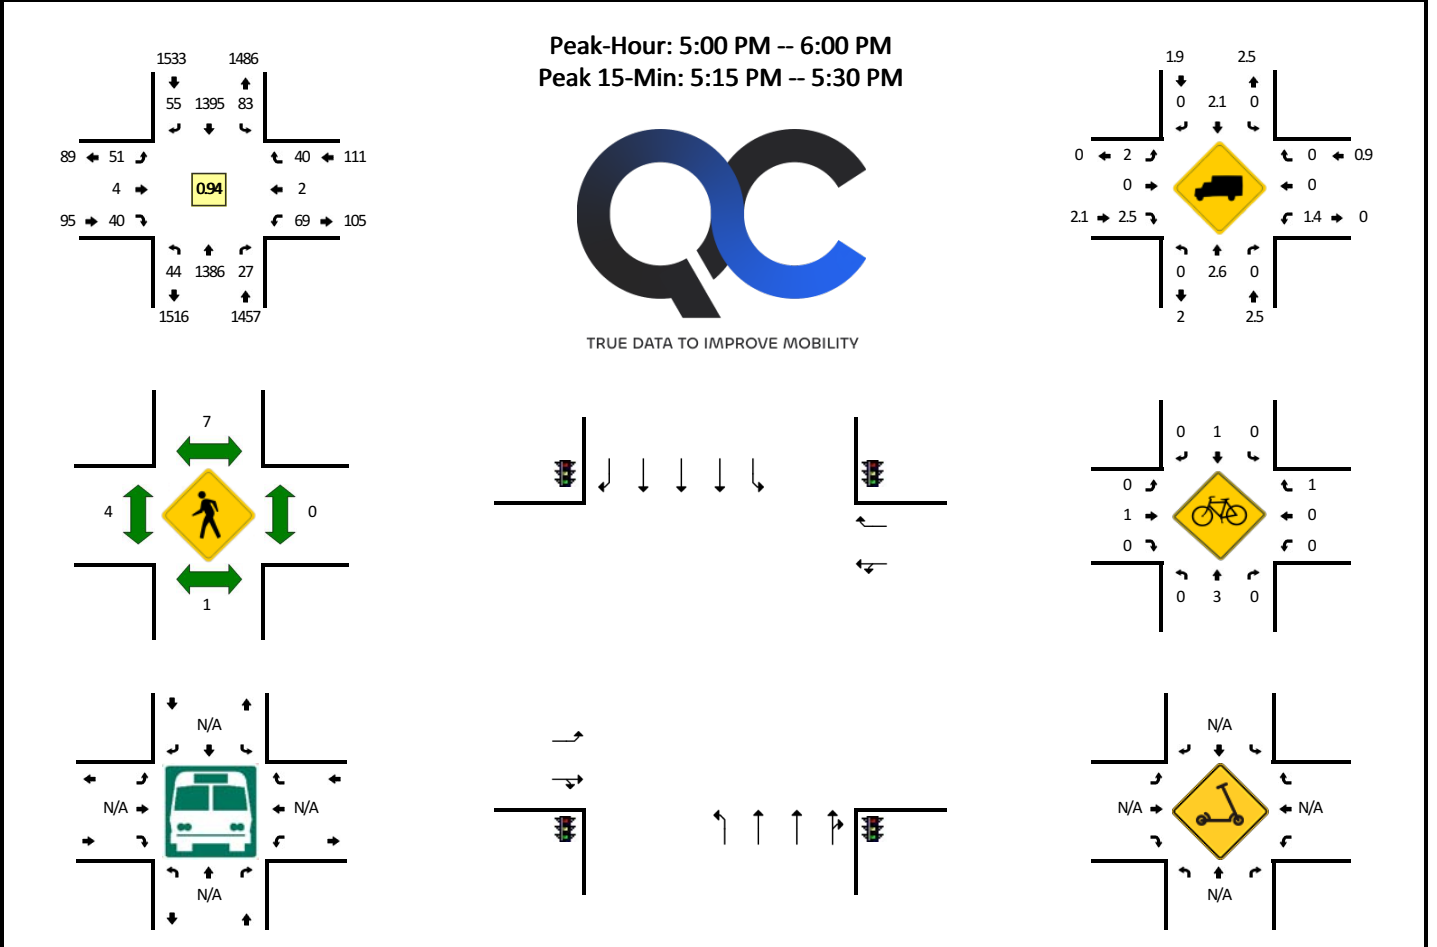 Peak-Hour: 5:00 PM -- 6:00 PM
Peak 15-Min: 5:15 PM -- 5:30 PM
1533 1486
55 1395 83
89 51 40 111
4 0.94 2
95 40 69 105
44 1386 27
1516 1457
QC
TRUE DATA TO IMPROVE MOBILITY
1.9 2.5
0 2.1 0
0 2 0 0.9
0 0
2.1 2.5 1.4 0
0 2.6 0
2 2.5
7
4 0
1
0 1 0
0 1
1 0
0 0
0 3 0
N/A
N/A N/A
N/A
N/A
N/A N/A
N/A